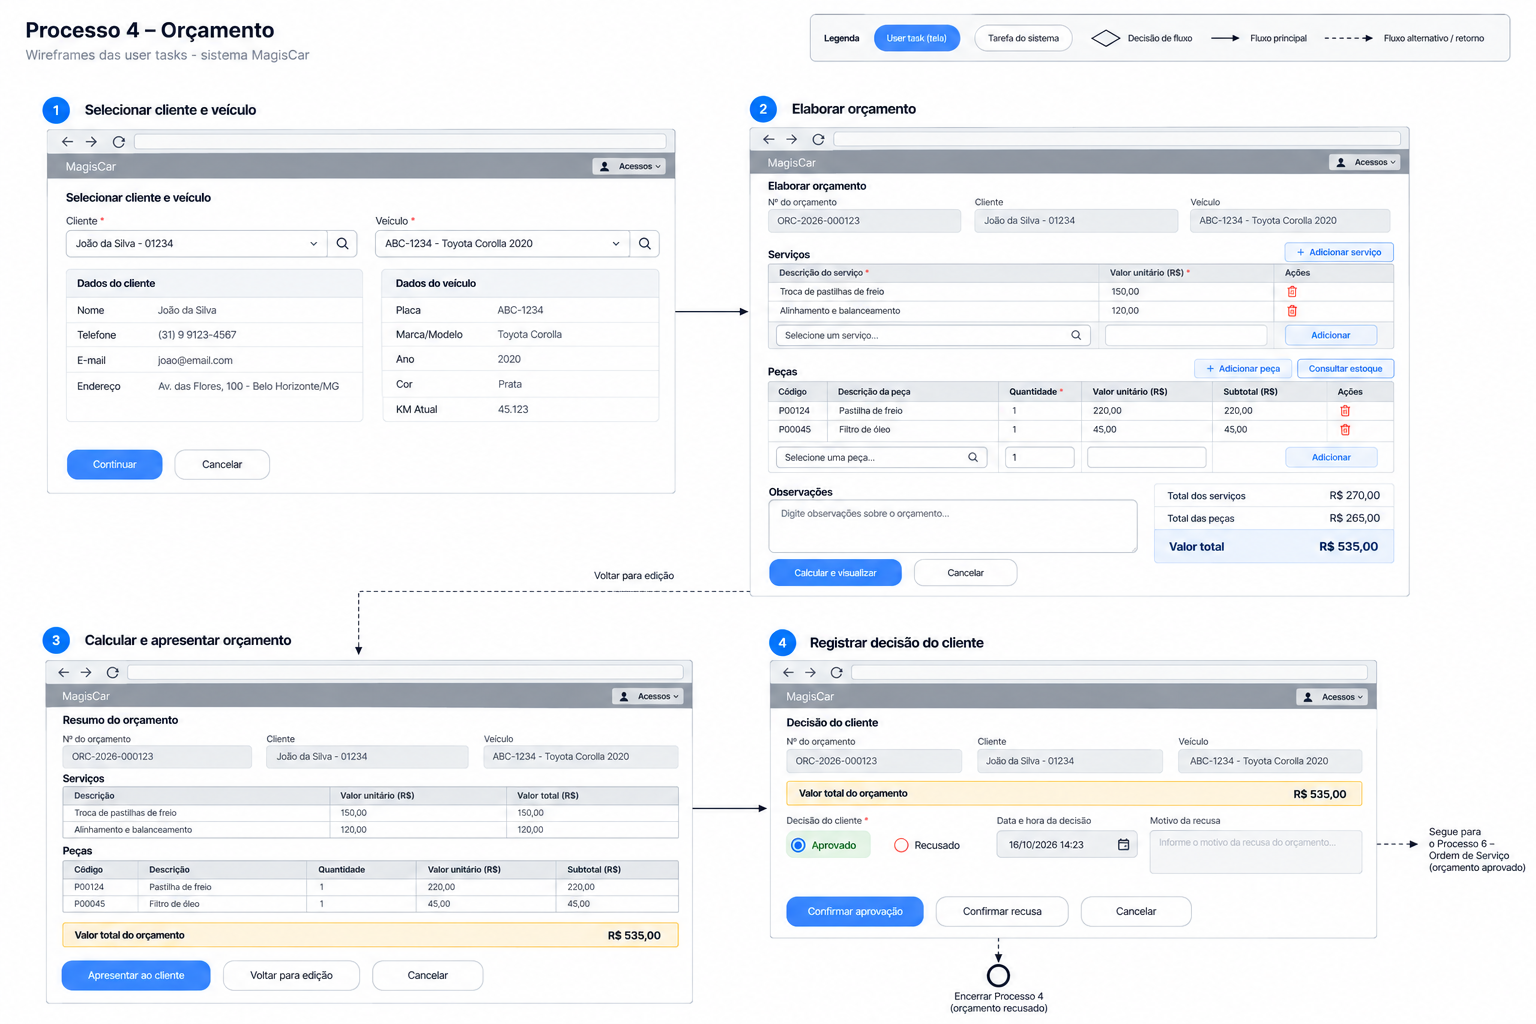 Processo 4 – Orçamento
Wireframes das user tasks - sistema MagisCar
Legenda
User task (tela)
Tarefa do sistema
Decisão de fluxo
Fluxo principal
Fluxo alternativo / retorno
1 Selecionar cliente e veículo
MagisCar
Acessos
Selecionar cliente e veículo
Cliente *
Veículo *
João da Silva - 01234
ABC-1234 - Toyota Corolla 2020
Dados do cliente
Nome João da Silva
Telefone (31) 9 9123-4567
E-mail joao@email.com
Endereço Av. das Flores, 100 - Belo Horizonte/MG
Dados do veículo
Placa ABC-1234
Marca/Modelo Toyota Corolla
Ano 2020
Cor Prata
KM Atual 45.123
Continuar
Cancelar
2 Elaborar orçamento
MagisCar
Acessos
Elaborar orçamento
Nº do orçamento Cliente Veículo
ORC-2026-000123 João da Silva - 01234 ABC-1234 - Toyota Corolla 2020
Serviços
+ Adicionar serviço
Descrição do serviço * Valor unitário (R$) * Ações
Troca de pastilhas de freio 150,00
Alinhamento e balanceamento 120,00
Selecione um serviço... Adicionar
Peças
+ Adicionar peça
Consultar estoque
Código Descrição da peça Quantidade * Valor unitário (R$) Subtotal (R$) Ações
P00124 Pastilha de freio 1 220,00 220,00
P00045 Filtro de óleo 1 45,00 45,00
Selecione uma peça... 1 Adicionar
Observações
Digite observações sobre o orçamento...
Total dos serviços R$ 270,00
Total das peças R$ 265,00
Valor total R$ 535,00
Calcular e visualizar
Cancelar
Voltar para edição
3 Calcular e apresentar orçamento
MagisCar
Acessos
Resumo do orçamento
Nº do orçamento Cliente Veículo
ORC-2026-000123 João da Silva - 01234 ABC-1234 - Toyota Corolla 2020
Serviços
Descrição Valor unitário (R$) Valor total (R$)
Troca de pastilhas de freio 150,00 150,00
Alinhamento e balanceamento 120,00 120,00
Peças
Código Descrição Quantidade Valor unitário (R$) Subtotal (R$)
P00124 Pastilha de freio 1 220,00 220,00
P00045 Filtro de óleo 1 45,00 45,00
Valor total do orçamento R$ 535,00
Apresentar ao cliente
Voltar para edição
Cancelar
4 Registrar decisão do cliente
MagisCar
Acessos
Decisão do cliente
Nº do orçamento Cliente Veículo
ORC-2026-000123 João da Silva - 01234 ABC-1234 - Toyota Corolla 2020
Valor total do orçamento R$ 535,00
Decisão do cliente * Data e hora da decisão Motivo da recusa
Aprovado Recusado 16/10/2026 14:23 Informe o motivo da recusa do orçamento...
Confirmar aprovação
Confirmar recusa
Cancelar
Segue para
o Processo 6 –
Ordem de Serviço
(orçamento aprovado)
Encerrar Processo 4
(orçamento recusado)